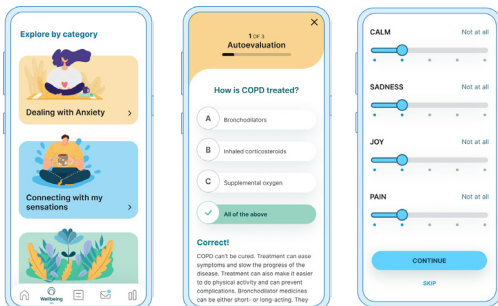 Explore by category
Dealing with Anxiety
Connecting with my
sensations
Wellbeing
1 OF 3
Autoevaluation
How is COPD treated?
A Bronchodilators
B Inhaled corticosteroids
C Supplemental oxygen
All of the above
Correct!
COPD can't be cured. Treatment can ease
symptoms and slow the progress of the
disease. Treatment can also make it easier
to do physical activity and can prevent
complications. Bronchodilator medicines
can be either short- or long-acting. They
CALM Not at all
SADNESS Not at all
JOY Not at all
PAIN Not at all
CONTINUE
SKIP